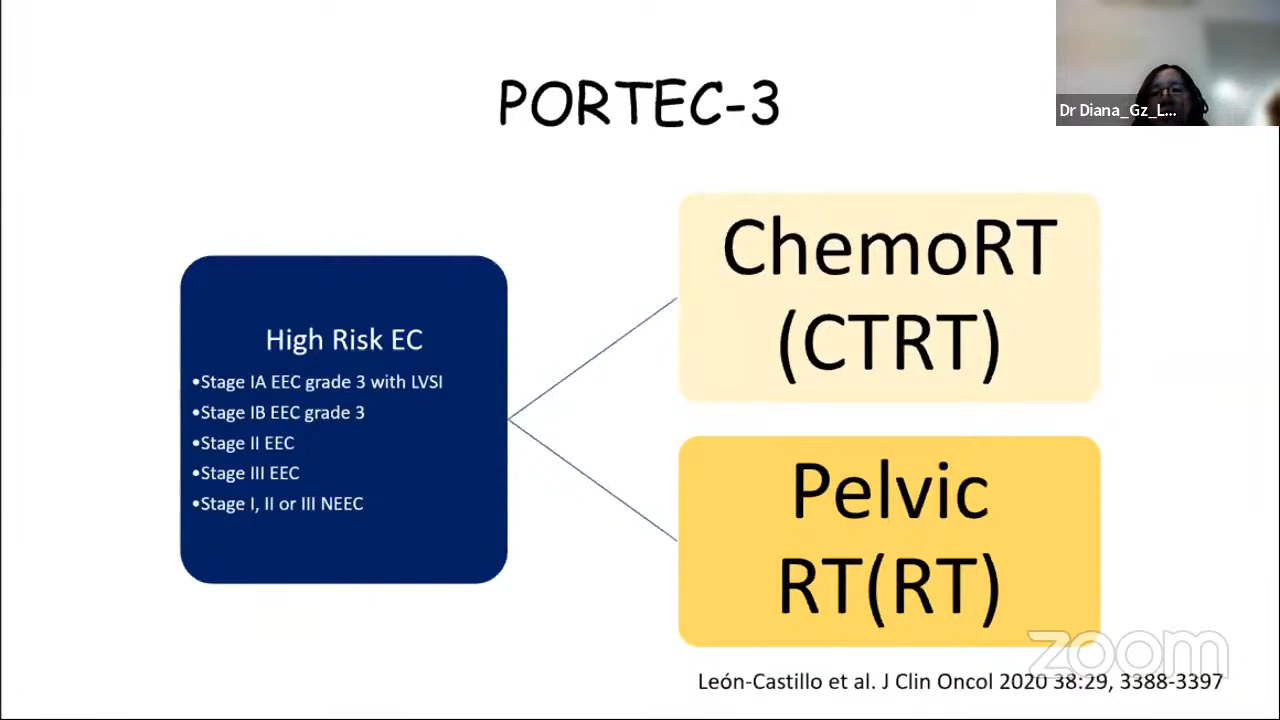 PORTEC-3
Dr Diana_Gz_L...
High Risk EC
•Stage IA EEC grade 3 with LVSI
•Stage IB EEC grade 3
•Stage II EEC
•Stage III EEC
•Stage I, II or III NEEC
ChemoRT
(CTRT)
Pelvic
RT(RT)
zoom
León-Castillo et al. J Clin Oncol 2020 38:29, 3388-3397